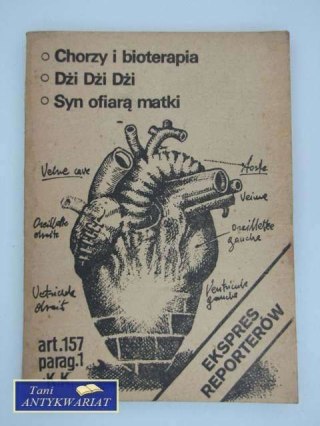 ○ Chorzy i bioterapia
○ Dżi Dżi Dżi
○ Syn ofiarą matki
Veine cave
Aorte
Veine
Oreillette
droite
oreillette
gauche
Ventricule
droit
Ventricule
gauche
art.157
parag.1
K.K.
EKSPRES
REPORTERÓW
Tani
ANTYKWARIAT